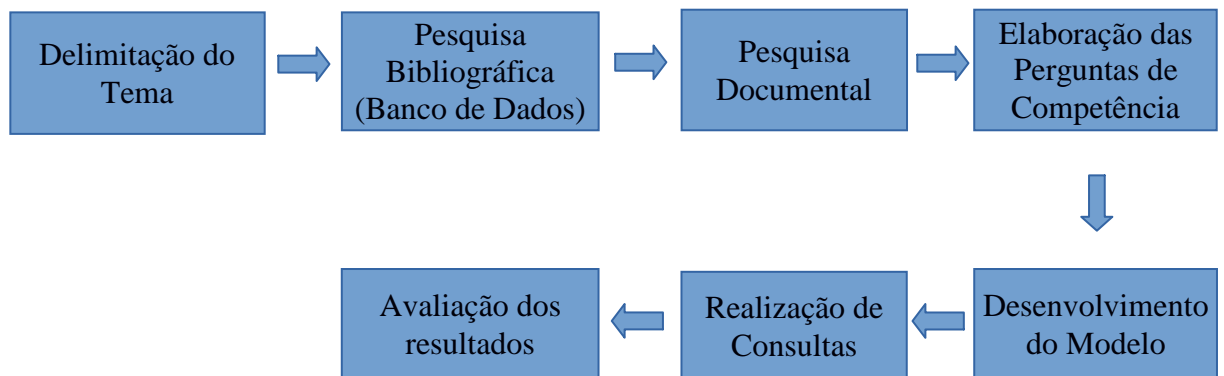 Delimitação do
Tema
Pesquisa
Bibliográfica
(Banco de Dados)
Pesquisa
Documental
Elaboração das
Perguntas de
Competência
Desenvolvimento
do Modelo
Realização de
Consultas
Avaliação dos
resultados